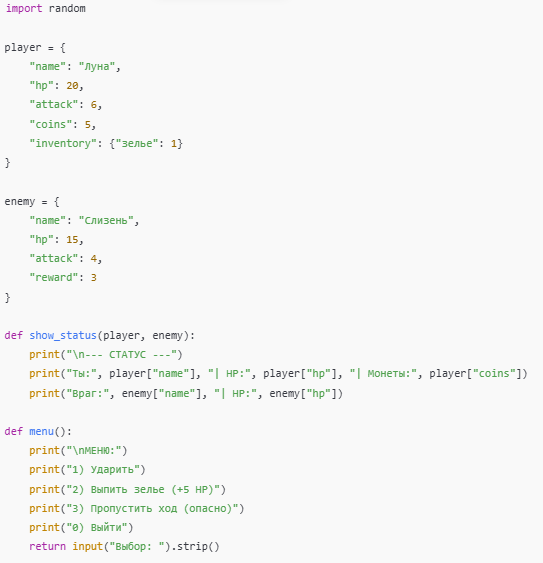 import random

player = {
    "name": "Луна",
    "hp": 20,
    "attack": 6,
    "coins": 5,
    "inventory": {"зелье": 1}
}

enemy = {
    "name": "Слизень",
    "hp": 15,
    "attack": 4,
    "reward": 3
}

def show_status(player, enemy):
    print("\n--- СТАТУС ---")
    print("Ты:", player["name"], "| HP:", player["hp"], "| Монеты:", player["coins"])
    print("Враг:", enemy["name"], "| HP:", enemy["hp"])

def menu():
    print("\nМЕНЮ:")
    print("1) Ударить")
    print("2) Выпить зелье (+5 HP)")
    print("3) Пропустить ход (опасно)")
    print("0) Выйти")
    return input("Выбор: ").strip()